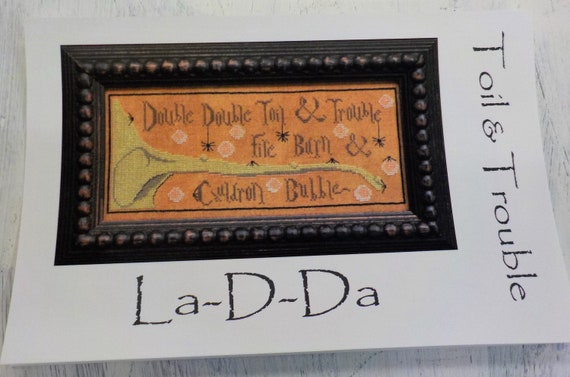 Double Double Toil & Trouble
Fire Burn &
Cauldron Bubble~
La-D-Da
Toil & Trouble